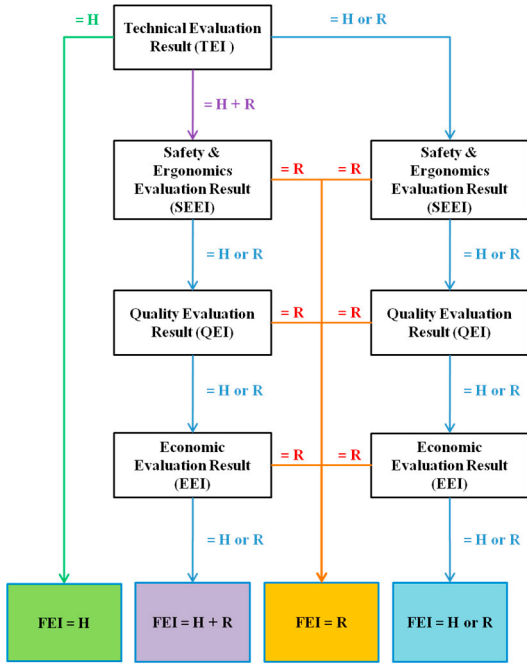 = H
Technical Evaluation
Result (TEI )
= H or R
= H + R
Safety &
Ergonomics
Evaluation Result
(SEEI)
= R
= R
Safety &
Ergonomics
Evaluation Result
(SEEI)
= H or R
= H or R
Quality Evaluation
Result (QEI)
= R
= R
Quality Evaluation
Result (QEI)
= H or R
= H or R
Economic
Evaluation Result
(EEI)
= R
= R
Economic
Evaluation Result
(EEI)
= H or R
= H or R
FEI = H
FEI = H + R
FEI = R
FEI = H or R